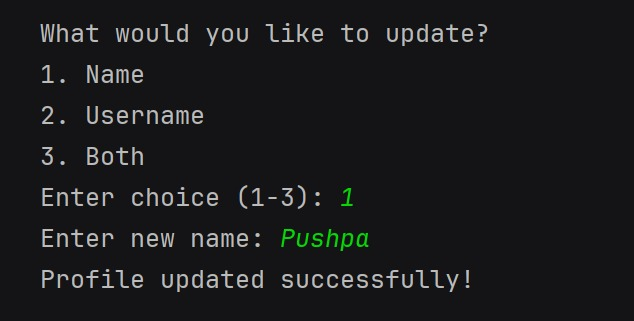 What would you like to update?
1. Name
2. Username
3. Both
Enter choice (1-3): 1
Enter new name: Pushpa
Profile updated successfully!